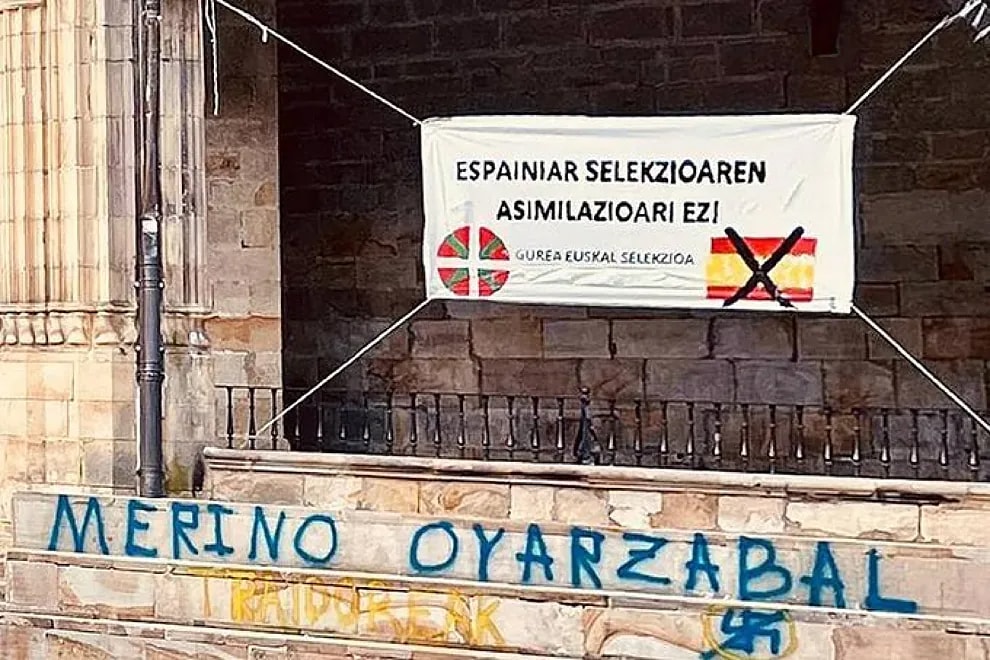 ESPAINIAR SELEKZIOAREN
ASIMILAZIOARI EZ!
GUREA EUSKAL SELEKZIOA
MERINO OYARZABAL
TRAIDOREAK